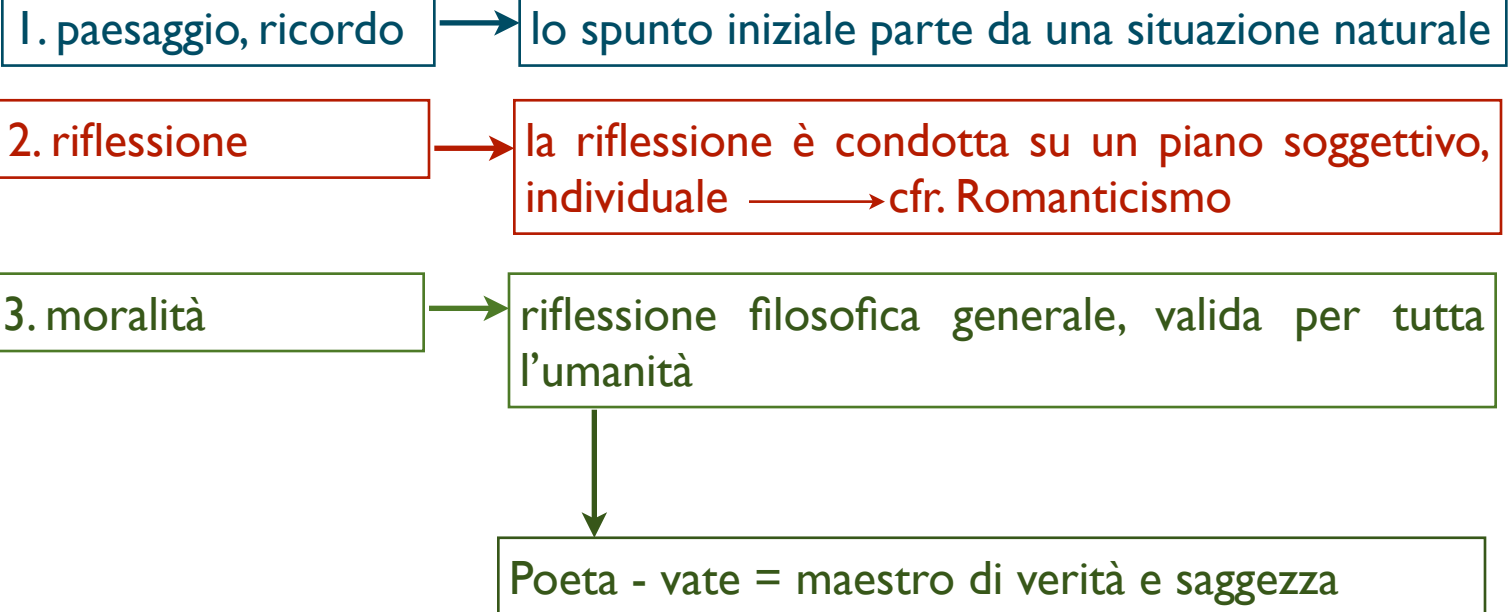 1. paesaggio, ricordo
lo spunto iniziale parte da una situazione naturale
2. riflessione
la riflessione è condotta su un piano soggettivo,
individuale cfr. Romanticismo
3. moralità
riflessione filosofica generale, valida per tutta
l’umanità
Poeta - vate = maestro di verità e saggezza